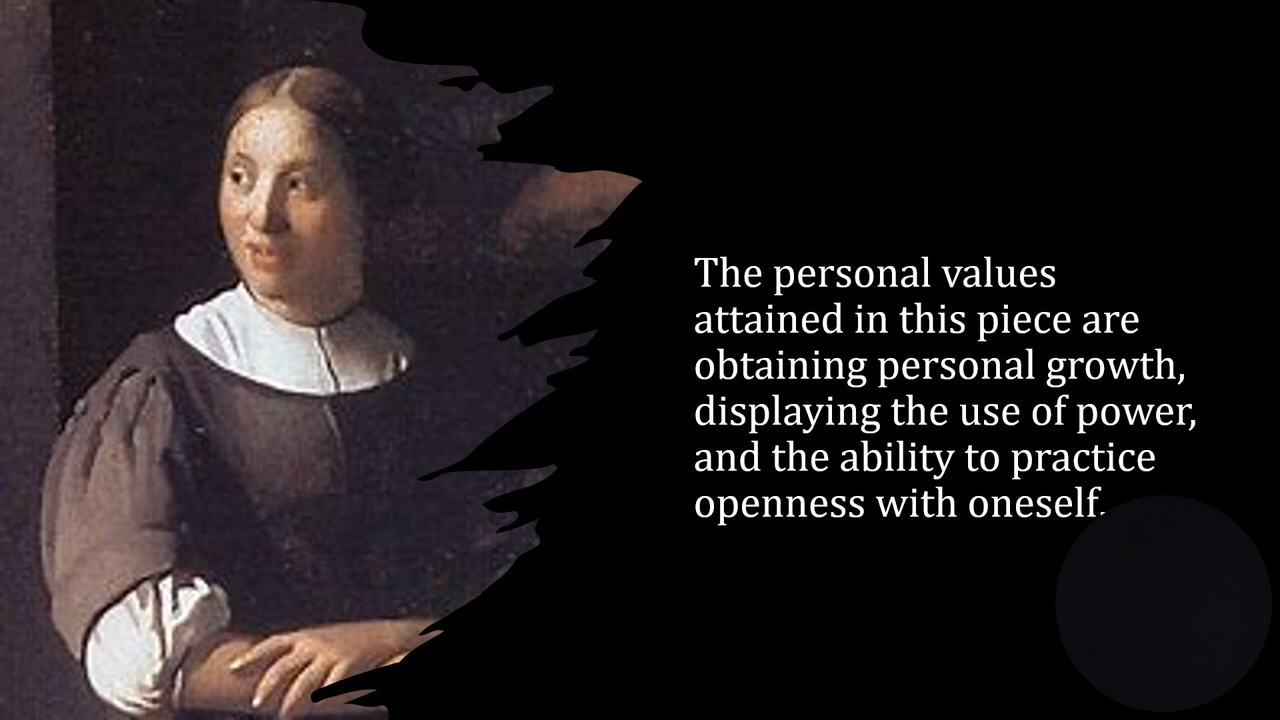 The personal values
attained in this piece are
obtaining personal growth,
displaying the use of power,
and the ability to practice
openness with oneself.